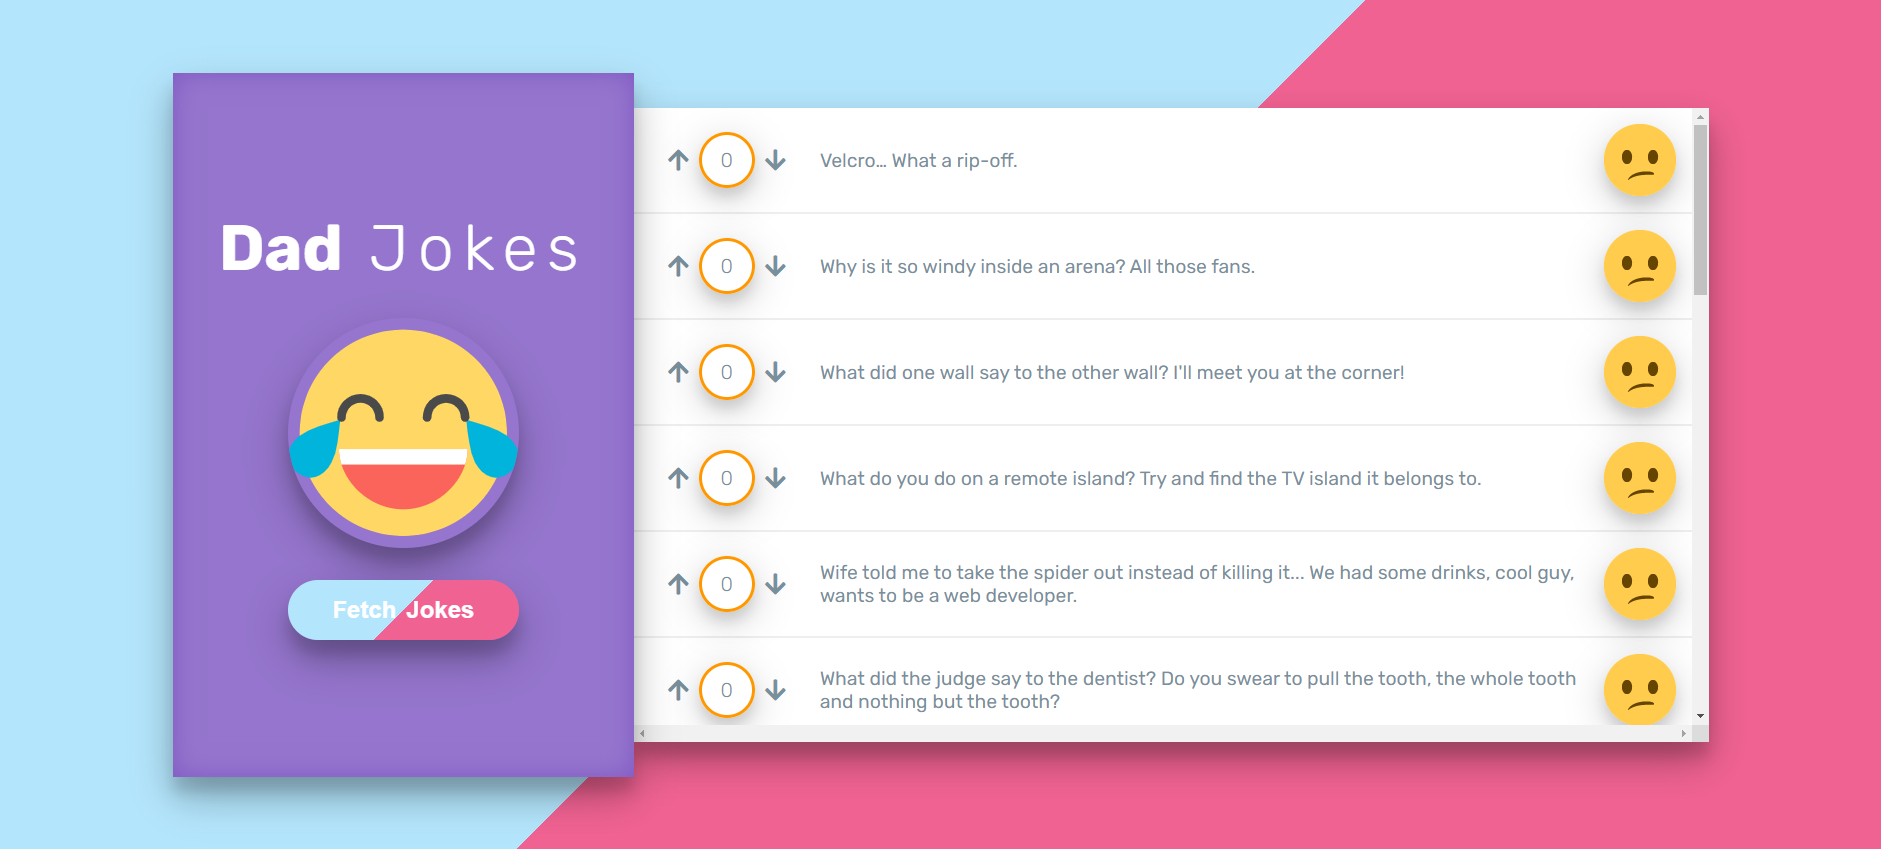 Dad Jokes
Fetch Jokes
0
Velcro… What a rip-off.
0
Why is it so windy inside an arena? All those fans.
0
What did one wall say to the other wall? I'll meet you at the corner!
0
What do you do on a remote island? Try and find the TV island it belongs to.
0
Wife told me to take the spider out instead of killing it... We had some drinks, cool guy,
wants to be a web developer.
0
What did the judge say to the dentist? Do you swear to pull the tooth, the whole tooth
and nothing but the tooth?